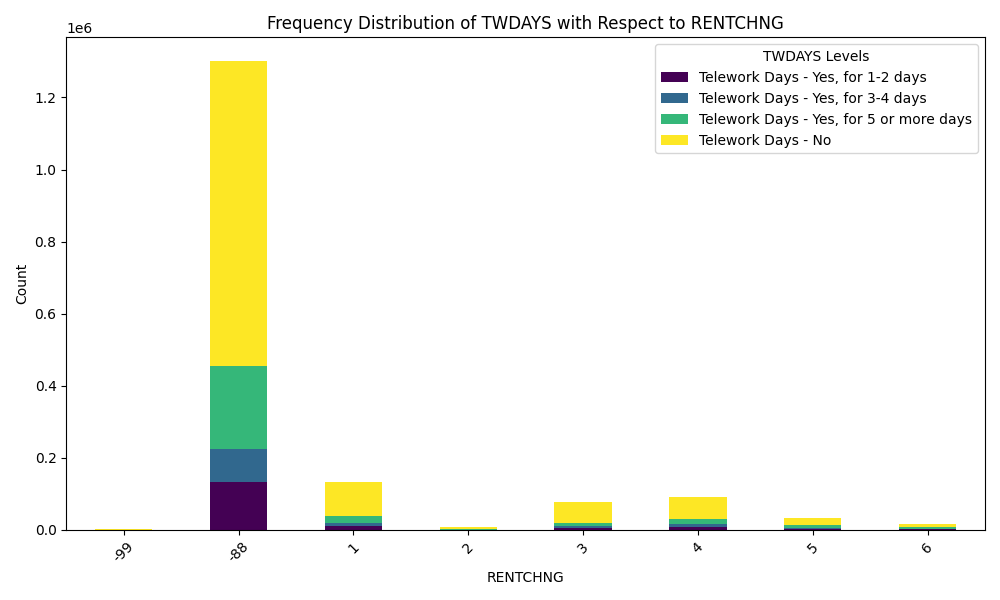 Frequency Distribution of TWDAYS with Respect to RENTCHNG
1e6
TWDAYS Levels
Telework Days - Yes, for 1-2 days
Telework Days - Yes, for 3-4 days
Telework Days - Yes, for 5 or more days
Telework Days - No
1.2
1.0
0.8
0.6
0.4
0.2
0.0
Count
-99
-88
1
2
3
4
5
6
RENTCHNG